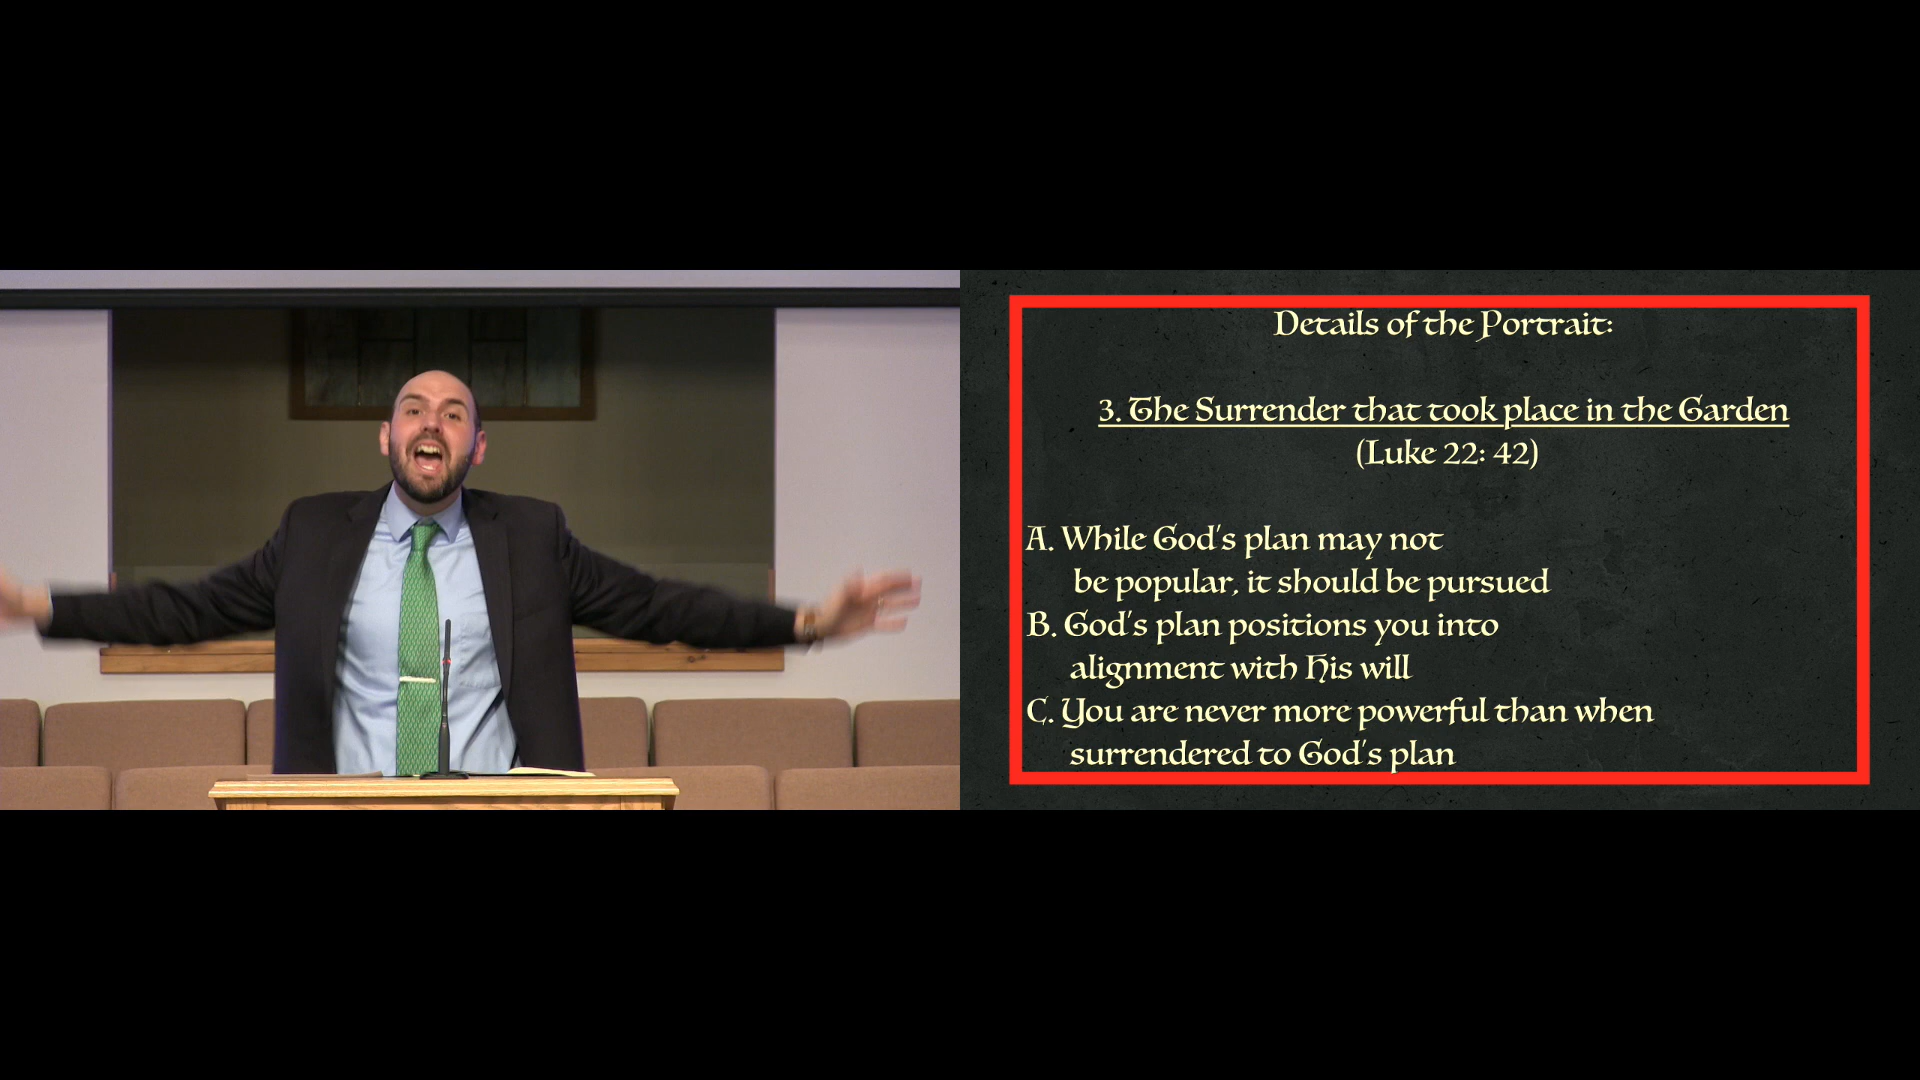 Details of the Portrait:
3. The Surrender that took place in the Garden
(Luke 22: 42)
A. While God's plan may not
be popular, it should be pursued
B. God's plan positions you into
alignment with His will
C. You are never more powerful than when
surrendered to God's plan